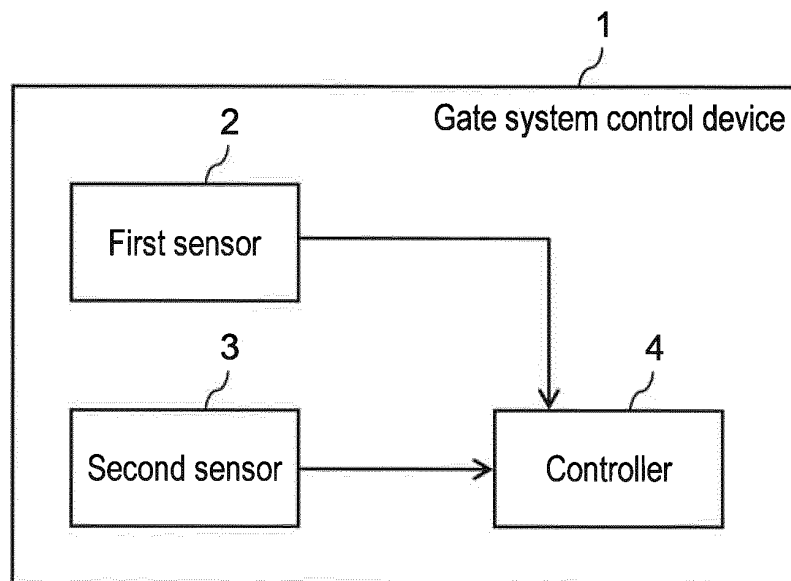 1
Gate system control device
2
First sensor
3
4
Second sensor
Controller